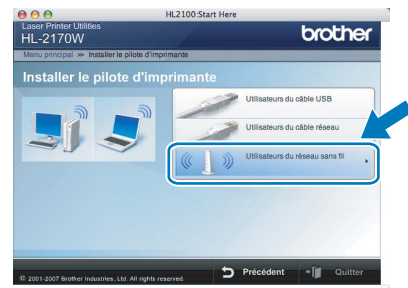 HL2100:Start Here
Laser Printer Utilities
HL-2170W
brother
Menu principal >> Installer le pilote d'imprimante
Installer le pilote d'imprimante
Utilisateurs du câble USB
Utilisateurs du câble réseau
Utilisateurs du réseau sans fil
© 2001-2007 Brother Industries, Ltd. All rights reserved.
Précédent
Quitter